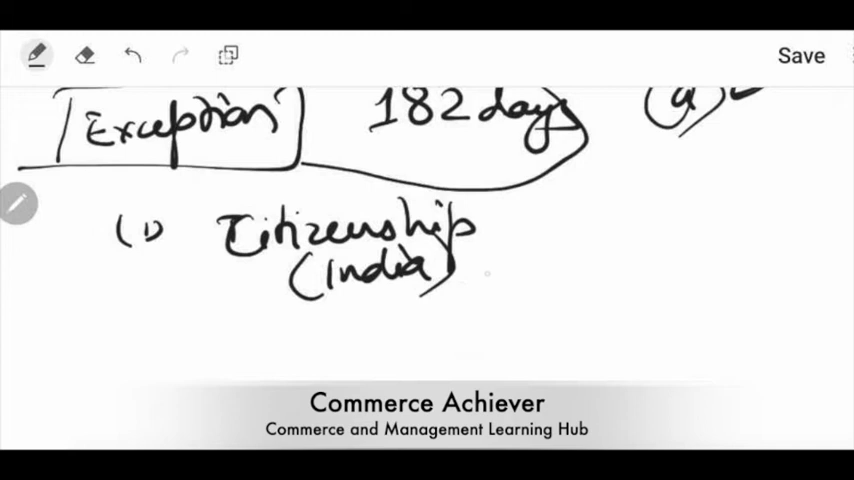 Save
Exception 182 days (a)
(1) Citizenship
(India)
Commerce Achiever
Commerce and Management Learning Hub